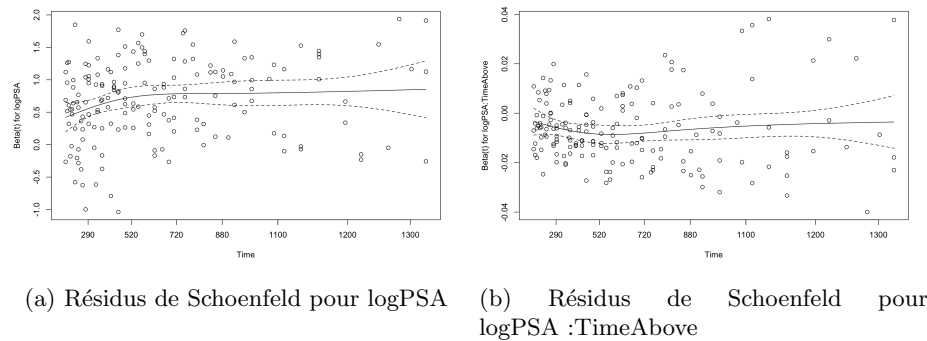 Beta(t) for logPSA
2.0
1.5
1.0
0.5
0.0
-0.5
-1.0
290 520 720 880 1100 1200 1300
Time
(a) Résidus de Schoenfeld pour logPSA
Beta(t) for logPSA:TimeAbove
0.04
0.02
0.00
-0.02
-0.04
290 520 720 880 1100 1200 1300
Time
(b) Résidus de Schoenfeld pour
logPSA :TimeAbove